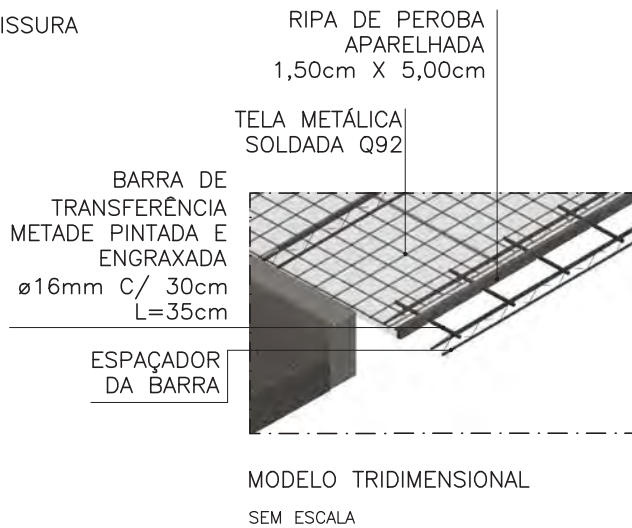 ISSURA
RIPA DE PEROBA
APARELHADA
1,50cm X 5,00cm
TELA METÁLICA
SOLDADA Q92
BARRA DE
TRANSFERÊNCIA
METADE PINTADA E
ENGRAXADA
ø16mm C/ 30cm
L=35cm
ESPAÇADOR
DA BARRA
MODELO TRIDIMENSIONAL
SEM ESCALA